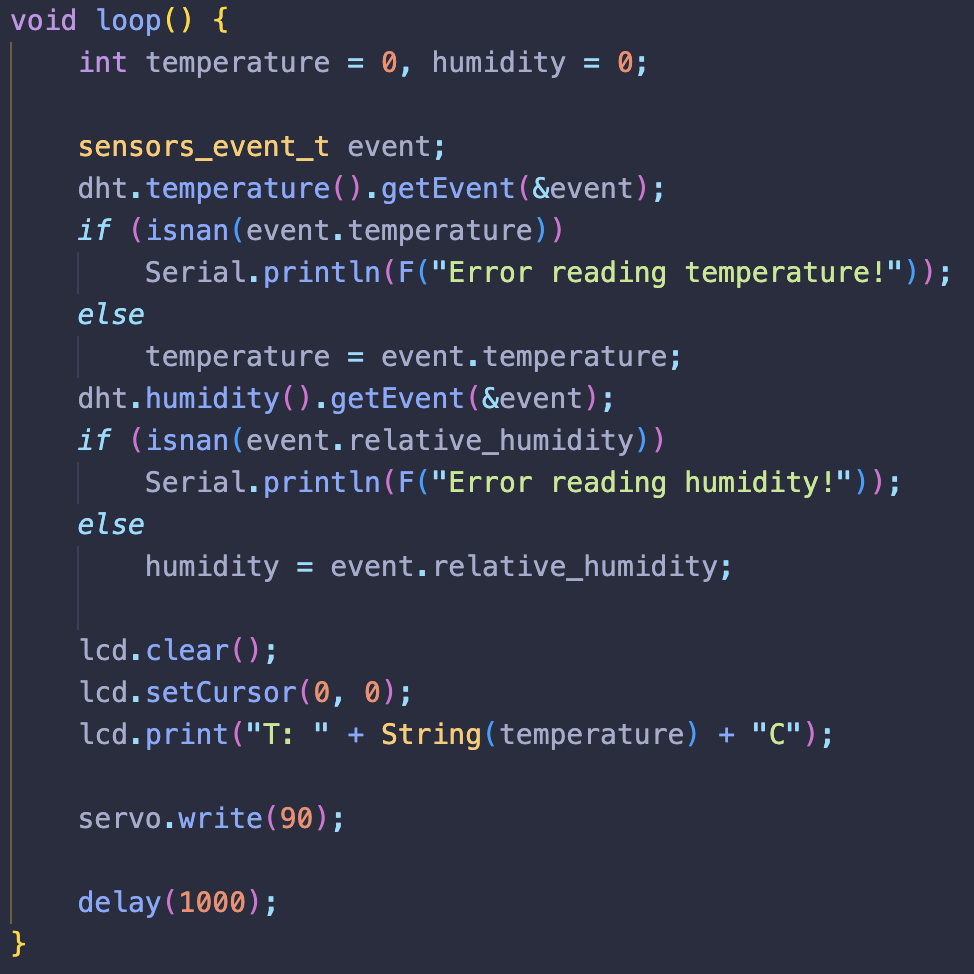 void loop() {
    int temperature = 0, humidity = 0;

    sensors_event_t event;
    dht.temperature().getEvent(&event);
    if (isnan(event.temperature))
        Serial.println(F("Error reading temperature!"));
    else
        temperature = event.temperature;
    dht.humidity().getEvent(&event);
    if (isnan(event.relative_humidity))
        Serial.println(F("Error reading humidity!"));
    else
        humidity = event.relative_humidity;

    lcd.clear();
    lcd.setCursor(0, 0);
    lcd.print("T: " + String(temperature) + "C");

    servo.write(90);

    delay(1000);
}